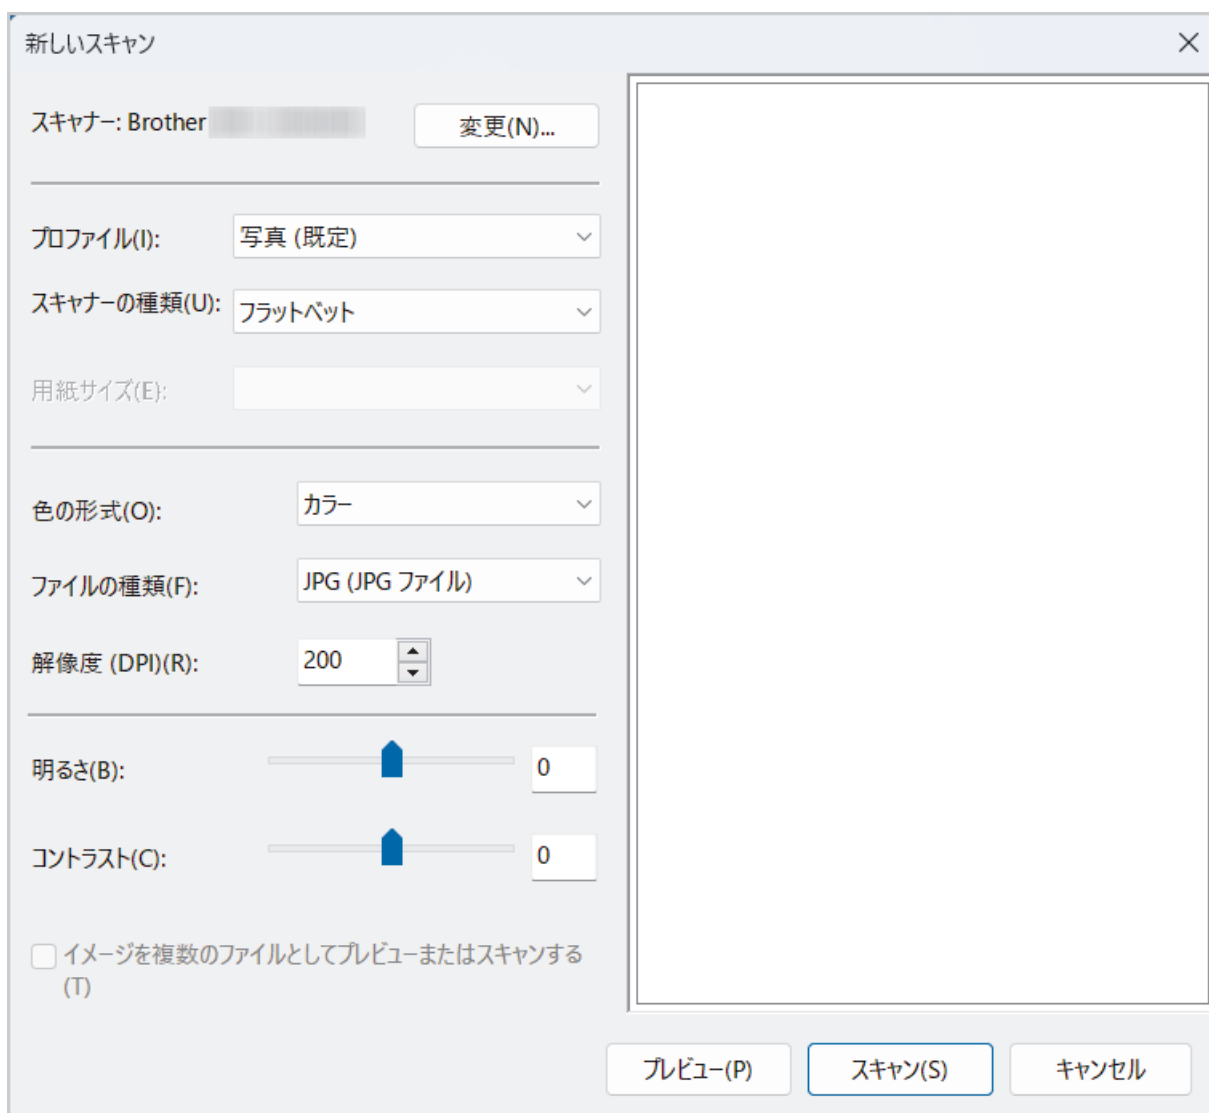 新しいスキャン
スキャナー: Brother
変更(N)...
プロファイル(I):
写真 (既定)
スキャナーの種類(U):
フラットベット
用紙サイズ(E):
色の形式(O):
カラー
ファイルの種類(F):
JPG (JPG ファイル)
解像度 (DPI)(R):
200
明るさ(B):
0
コントラスト(C):
0
イメージを複数のファイルとしてプレビューまたはスキャンする
(T)
プレビュー(P)
スキャン(S)
キャンセル